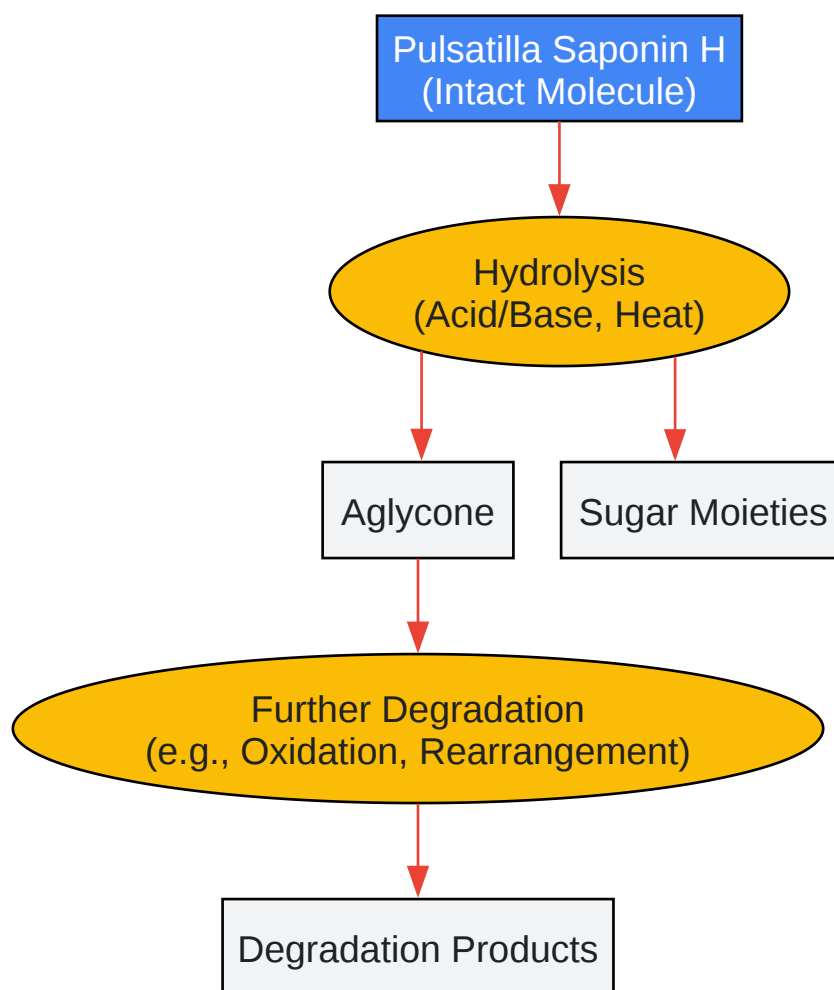 Pulsatilla Saponin H
(Intact Molecule)
Hydrolysis
(Acid/Base, Heat)
Aglycone
Sugar Moieties
Further Degradation
(e.g., Oxidation, Rearrangement)
Degradation Products